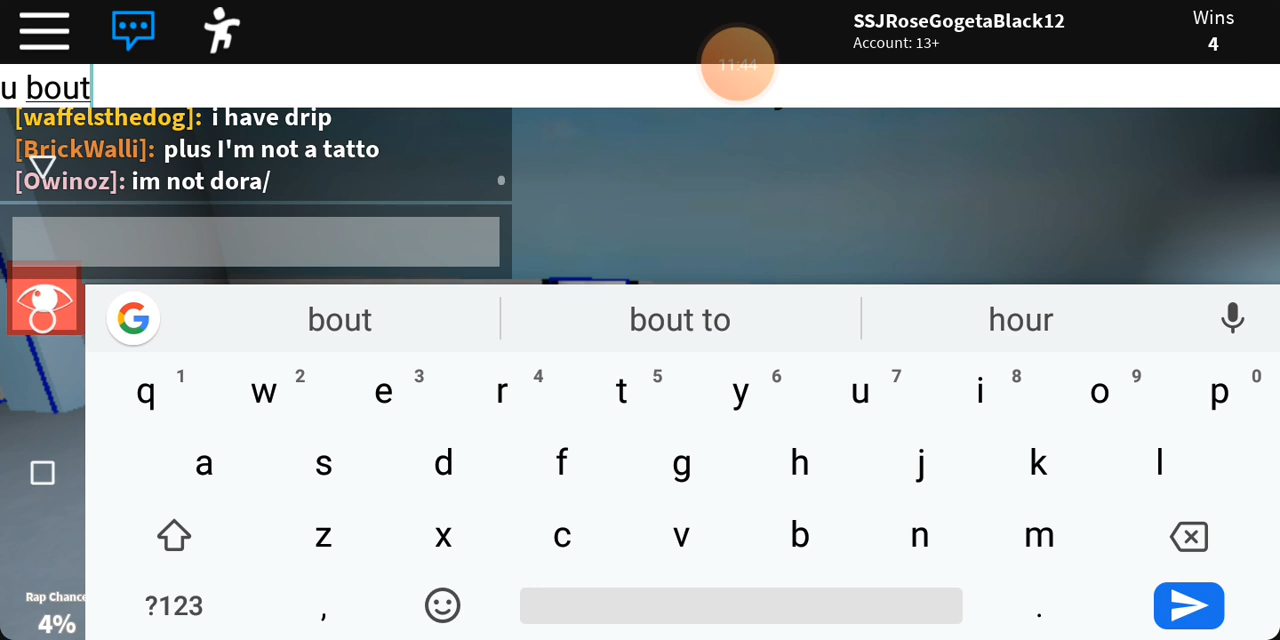 SSJRoseGogetaBlack12
Account: 13+
Wins
4
11:44
u bout
[waffelsthedog]: i have drip
[BrickWalli]: plus I'm not a tatto
[Owinoz]: im not dora/
G bout bout to hour
q 1 w 2 e 3 r 4 t 5 y 6 u 7 i 8 o 9 p 0
a s d f g h j k l
z x c v b n m
?123 , .
Rap Chance
4%